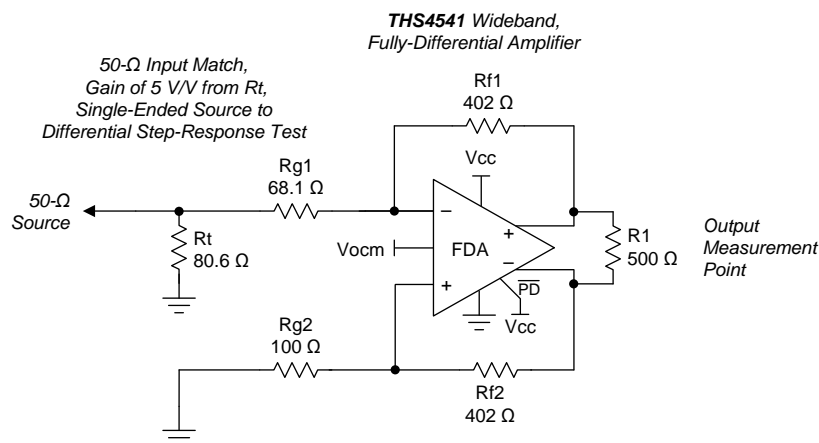 THS4541 Wideband,
Fully-Differential Amplifier
50-Ω Input Match,
Gain of 5 V/V from Rt,
Single-Ended Source to
Differential Step-Response Test
Rf1
402 Ω
Vcc
Rg1
68.1 Ω
50-Ω
Source
Rt
80.6 Ω
Vocm
−
+
FDA
+
−
PD
Vcc
R1
500 Ω
Output
Measurement
Point
Rg2
100 Ω
Rf2
402 Ω